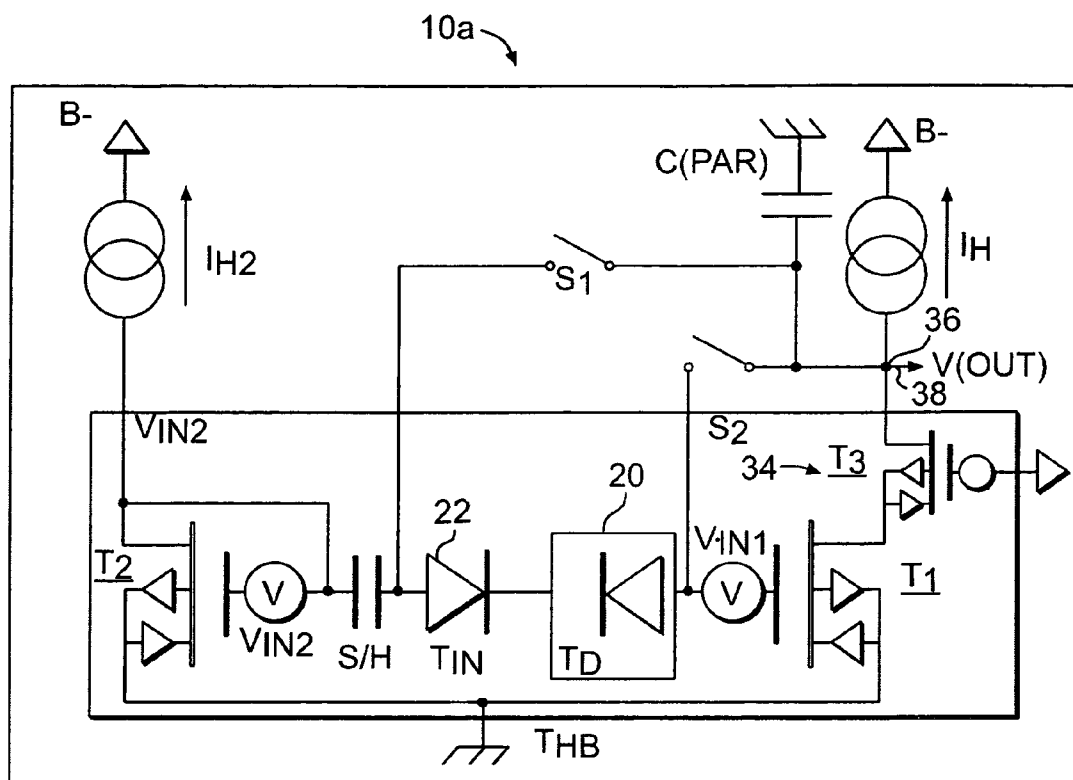 10a
B-
B-
C(PAR)
IH2
S1
IH
36
V(OUT)
38
VIN2
S2
34
T3
20
22
V·IN1
T2
V
V
T1
VIN2
S/H
TIN
TD
THB